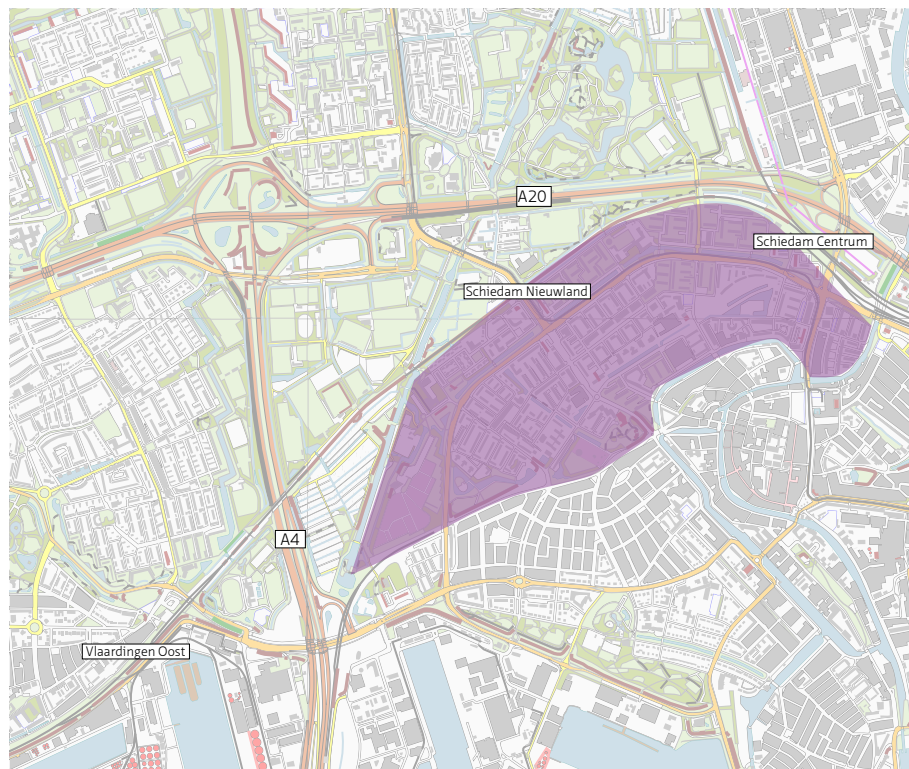 A20
Schiedam Centrum
Schiedam Nieuwland
A4
Vlaardingen Oost